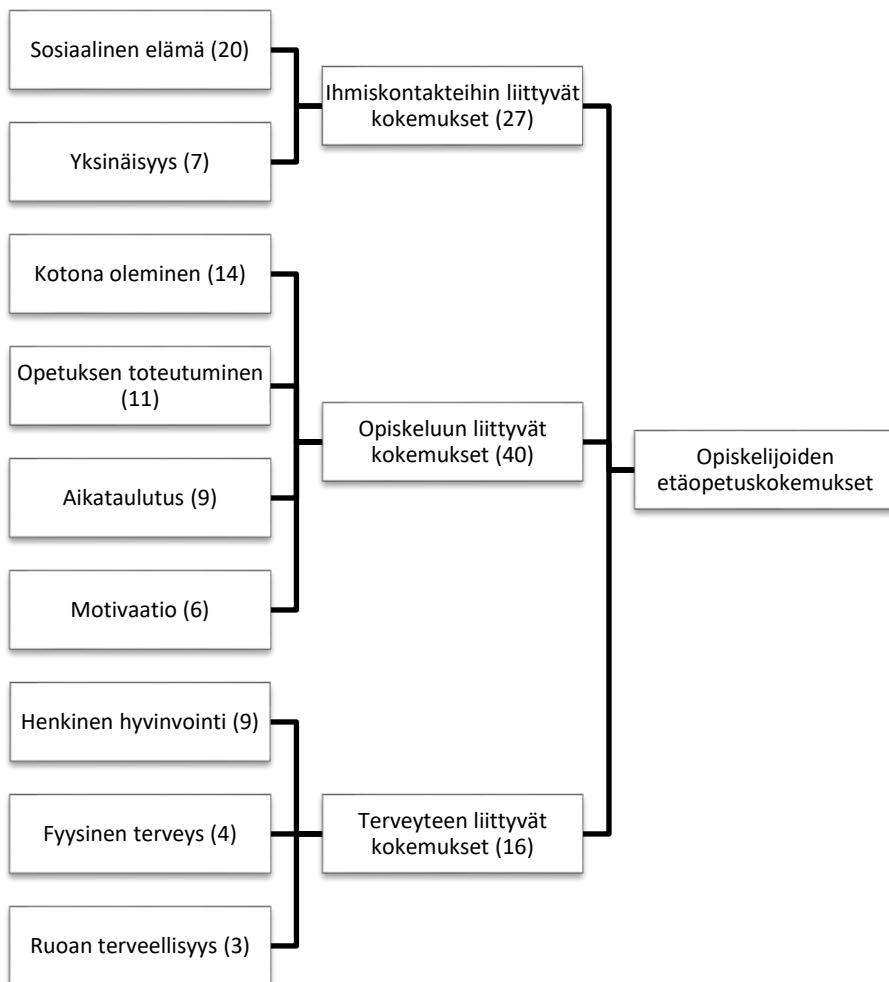 Sosiaalinen elämä (20)
Yksinäisyys (7)
Ihmiskontakteihin liittyvät
kokemukset (27)
Kotona oleminen (14)
Opetuksen toteutuminen
(11)
Aikataulutus (9)
Motivaatio (6)
Opiskeluun liittyvät
kokemukset (40)
Henkinen hyvinvointi (9)
Fyysinen terveys (4)
Ruoan terveellisyys (3)
Terveyteen liittyvät
kokemukset (16)
Opiskelijoiden
etäopetuskokemukset